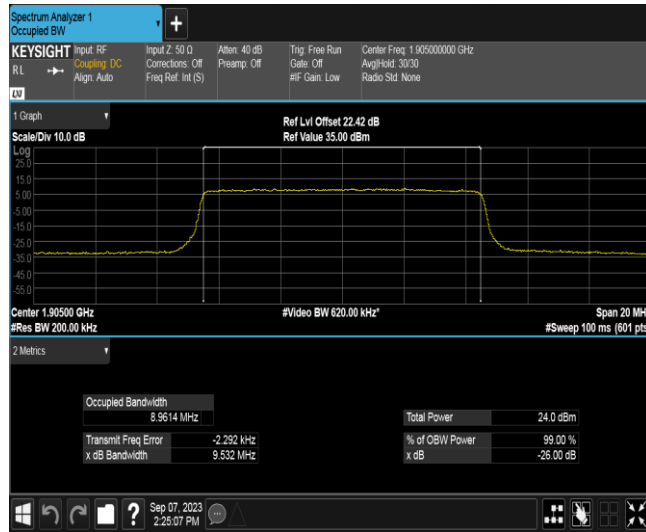 Spectrum Analyzer 1
Occupied BW
KEYSIGHT
RL
LXI
Input: RF
Coupling: DC
Align: Auto
Input Z: 50 Ω
Corrections: Off
Freq Ref: Int (S)
Atten: 40 dB
Preamp: Off
Trig: Free Run
Gate: Off
#IF Gain: Low
Center Freq: 1.905000000 GHz
Avg|Hold: 30/30
Radio Std: None
1 Graph
Scale/Div 10.0 dB
Ref Lvl Offset 22.42 dB
Ref Value 35.00 dBm
Log
25.0
15.0
5.00
-5.00
-15.0
-25.0
-35.0
-45.0
-55.0
Center 1.90500 GHz
#Video BW 620.00 kHz*
Span 20 MH
#Res BW 200.00 kHz
#Sweep 100 ms (601 pts
2 Metrics
Occupied Bandwidth
8.9614 MHz
Total Power 24.0 dBm
Transmit Freq Error -2.292 kHz
% of OBW Power 99.00 %
x dB Bandwidth 9.532 MHz
x dB -26.00 dB
Sep 07, 2023
2:25:07 PM